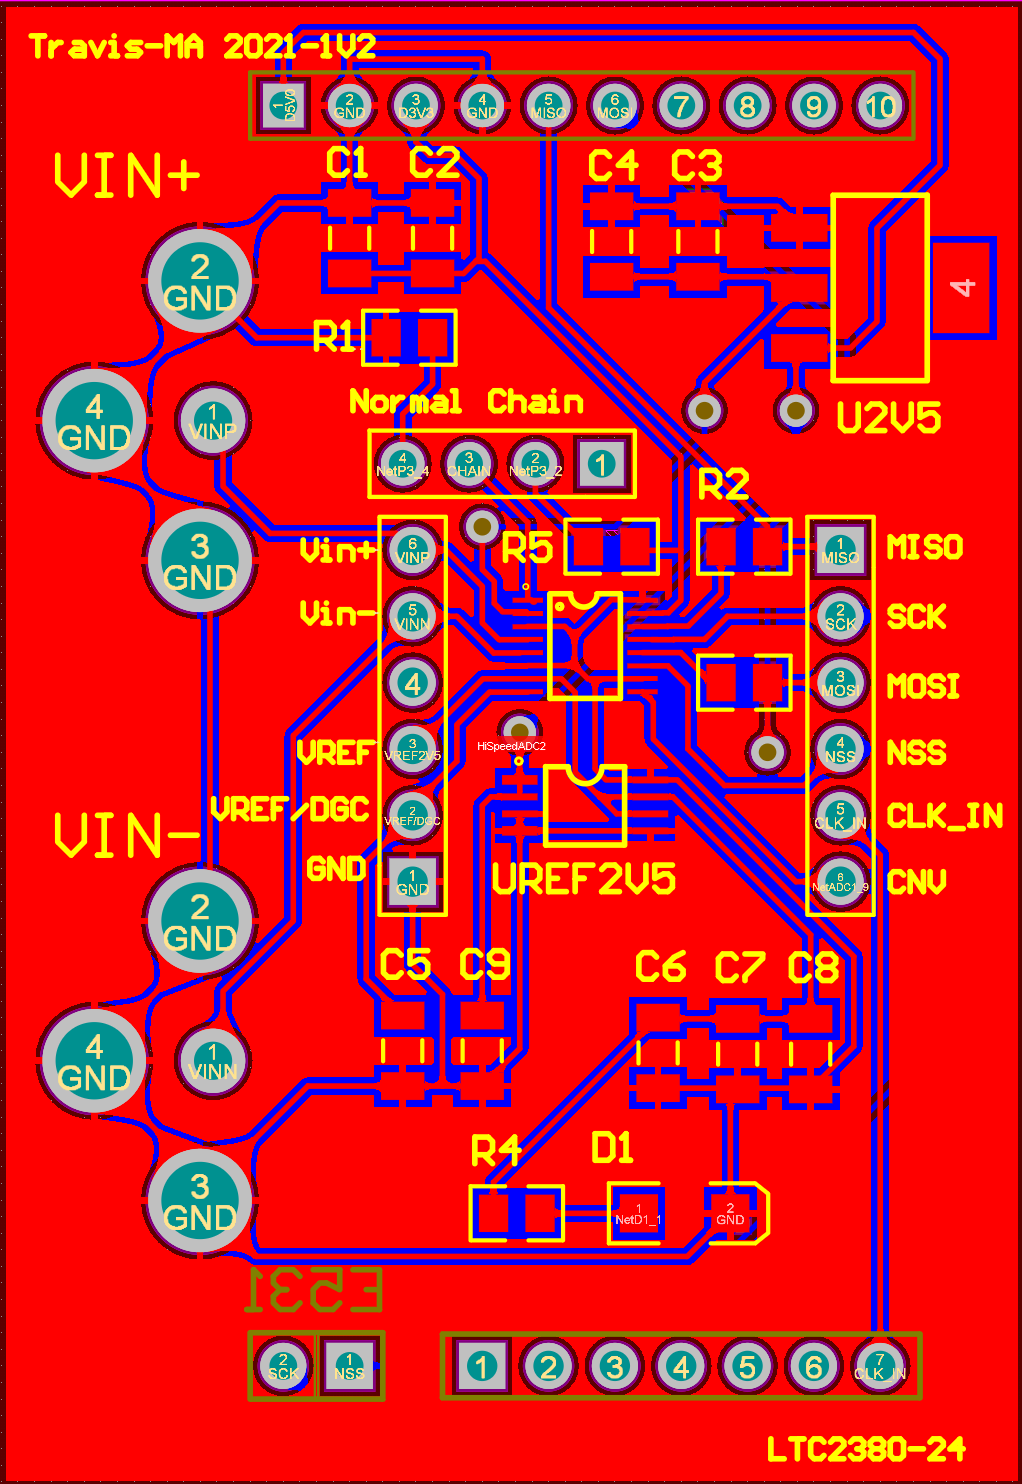 Travis-MA 2021-1V2
1 D5V0
2 GND
3 D3V3
4 GND
5 MISO
6 MOSI
7
8
9
10
C1
C2
C4
C3
VIN+
2 GND
4
R1
4 GND
1 VINP
Normal Chain
U2V5
4 NetP3_4
3 CHAIN
2 NetP3_2
1
R2
3 GND
Vin+
6 VINP
R5
1 MISO
MISO
Vin-
5 VINN
2 SCK
SCK
4
3 MOSI
MOSI
VREF
3 VREF2V5
HiSpeedADC2
4 NSS
NSS
VREF/DGC
2 VREF/DGC
5 CLK_IN
CLK_IN
VIN-
GND
1 GND
UREF2V5
6 NetADC1_9
CNV
2 GND
C5
C9
C6
C7
C8
4 GND
1 VINN
R4
D1
3 GND
1 NetD1_1
2 GND
E531
2 SCK
1 NSS
1
2
3
4
5
6
7 CLK_IN
LTC2380-24